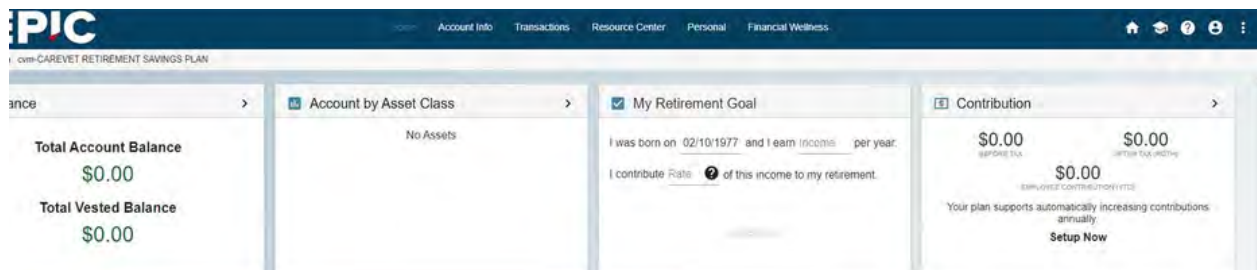 EPIC
Account Info Transactions Resource Center Personal Financial Wellness
cvm-CAREVET RETIREMENT SAVINGS PLAN
ance
Total Account Balance
$0.00
Total Vested Balance
$0.00
Account by Asset Class
No Assets
My Retirement Goal
I was born on 02/10/1977 and I earn Income per year.
I contribute Rate ? of this income to my retirement.
Contribution
$0.00 $0.00
BEFORE TAX
$0.00
Your plan supports automatically increasing contributions
annually.
Setup Now